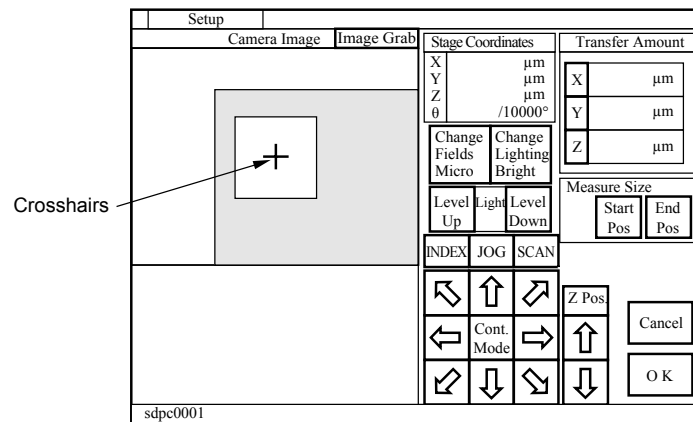 Setup
Camera Image
Image Grab
Crosshairs
Stage Coordinates
X µm
Y µm
Z µm
θ /10000°
Transfer Amount
X µm
Y µm
Z µm
Change
Fields
Micro
Change
Lighting
Bright
Measure Size
Start
Pos
End
Pos
Level
Up
Light
Level
Down
INDEX
JOG
SCAN
Cont.
Mode
Z Pos.
Cancel
O K
sdpc0001